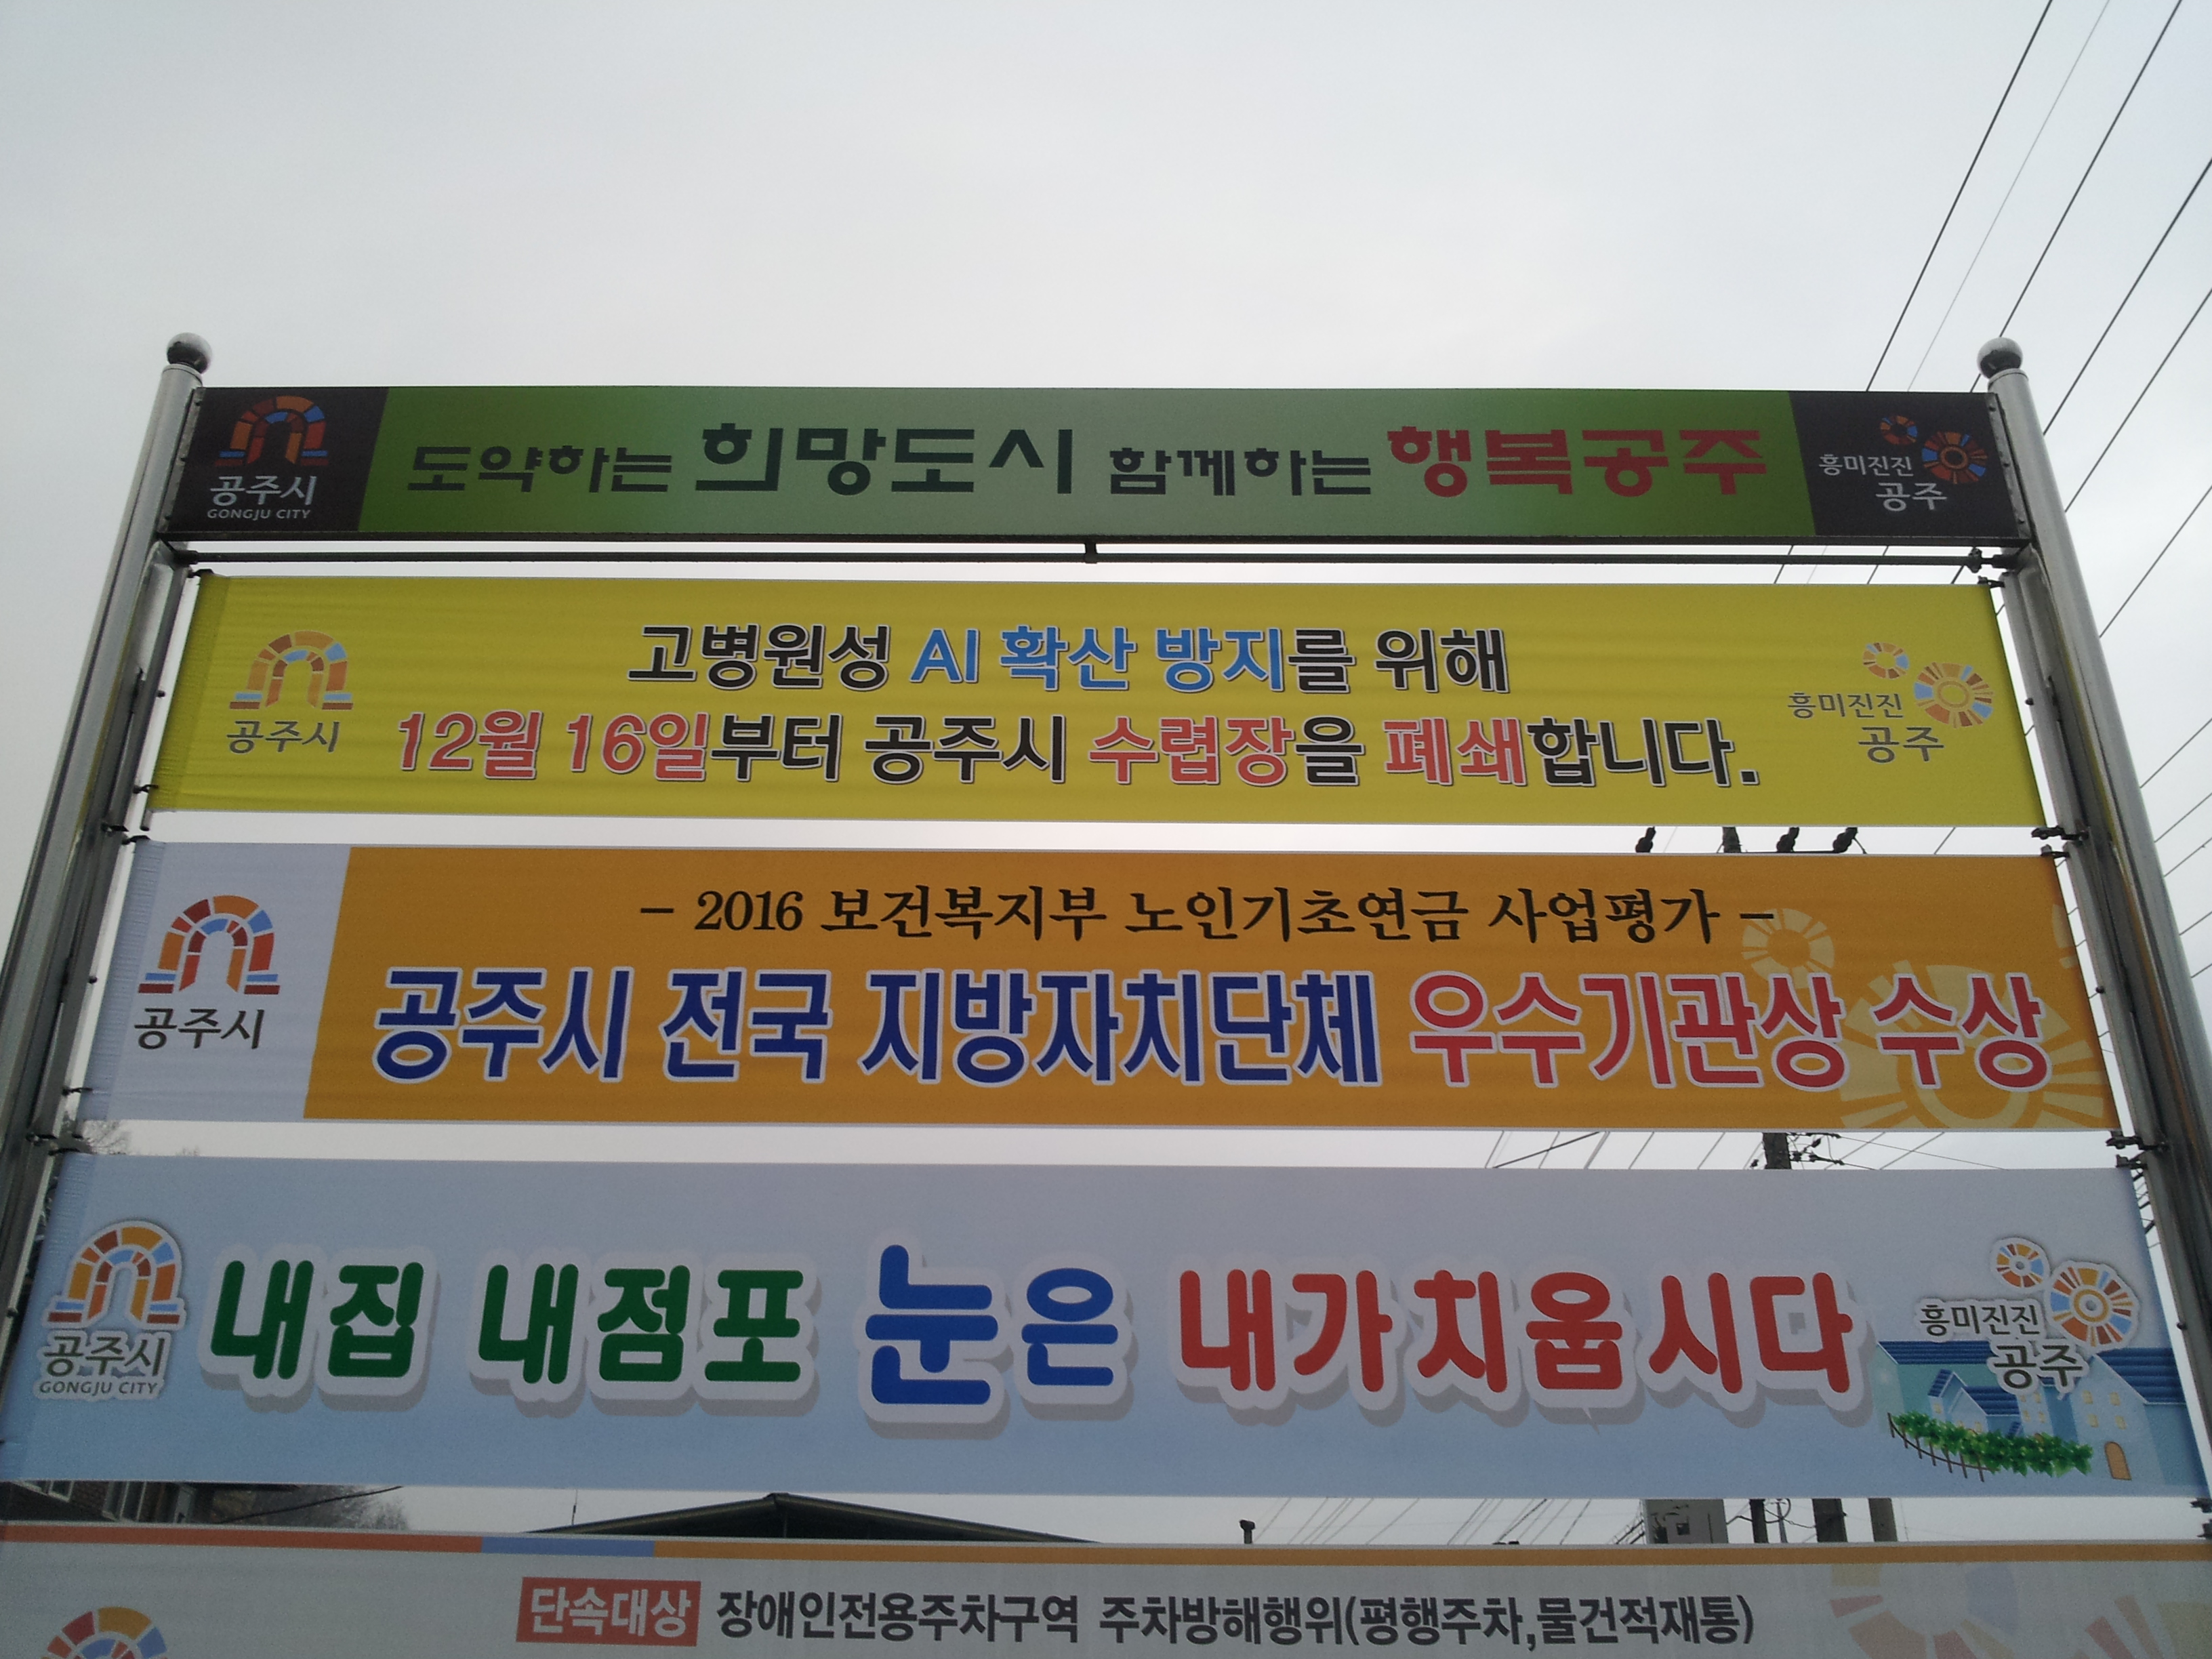 공주시
GONGJU CITY
도약하는 희망도시 함께하는 행복공주
흥미진진
공주
공주시
고병원성 AI 확산 방지를 위해
12월 16일부터 공주시 수렵장을 폐쇄합니다.
흥미진진
공주
공주시
- 2016 보건복지부 노인기초연금 사업평가 -
공주시 전국 지방자치단체 우수기관상 수상
공주시
GONGJU CITY
내집 내점포 눈은 내가치웁시다
흥미진진
공주
단속대상 장애인전용주차구역 주차방해행위(평행주차,물건적재통)